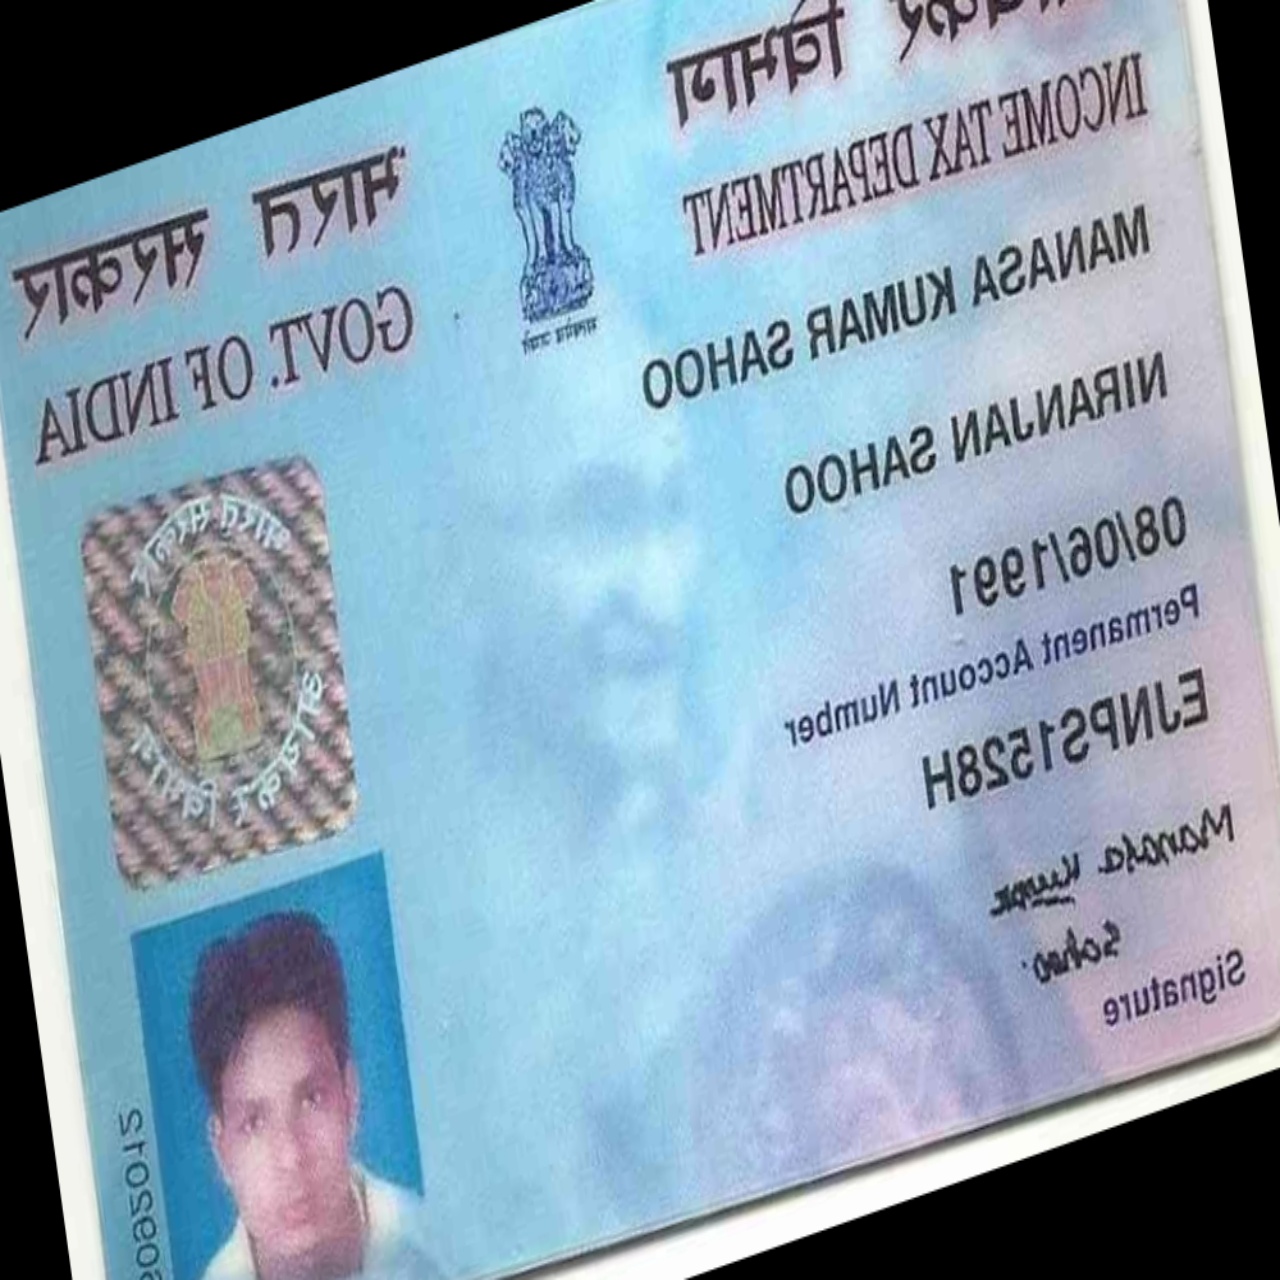 आयकर विभाग
INCOME TAX DEPARTMENT
भारत सरकार
GOVT. OF INDIA
सत्यमेव जयते
MANASA KUMAR SAHOO
NIRANJAN SAHOO
08/06/1991
Permanent Account Number
EJNPS1528H
Manasa Kumar
Sahoo.
Signature
भारत सरकार
आयकर विभाग